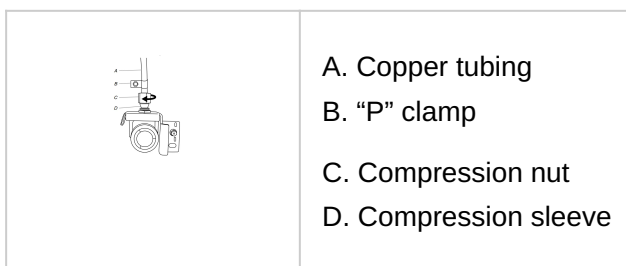 A
B
C
D
A. Copper tubing
B. “P” clamp
C. Compression nut
D. Compression sleeve